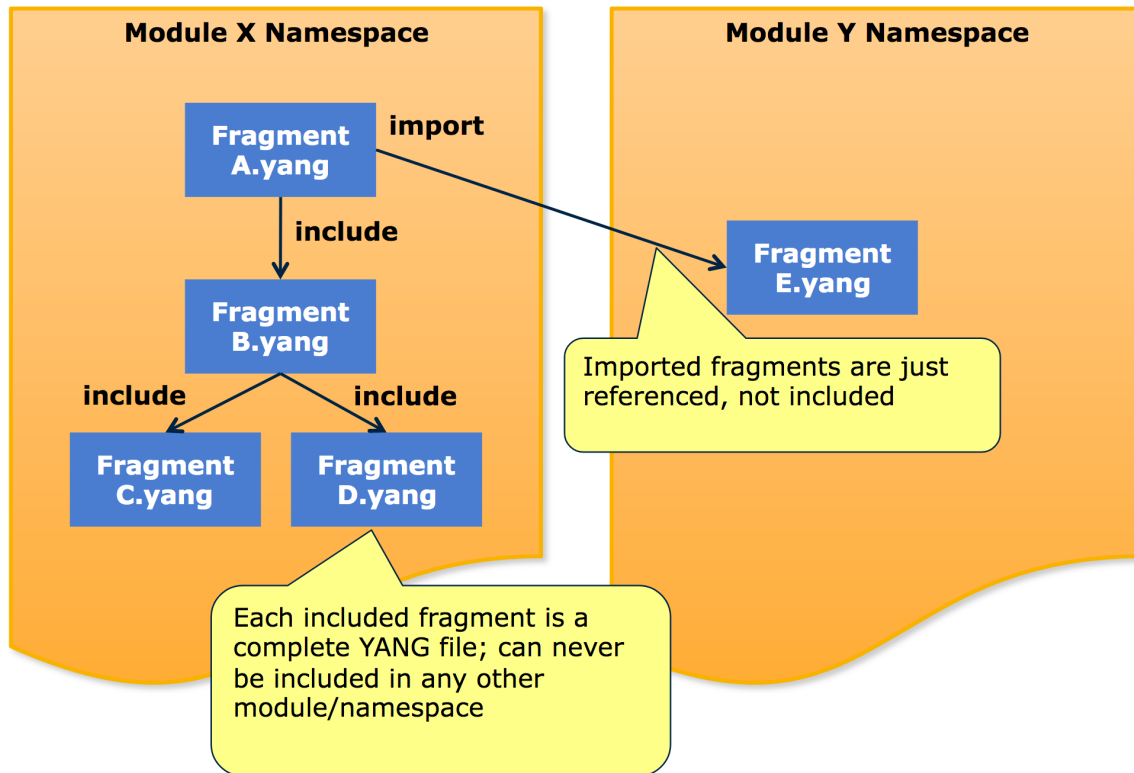 Module X Namespace
Module Y Namespace
Fragment
A.yang
import
include
Fragment
E.yang
Fragment
B.yang
Imported fragments are just
referenced, not included
include
include
Fragment
C.yang
Fragment
D.yang
Each included fragment is a
complete YANG file; can never
be included in any other
module/namespace